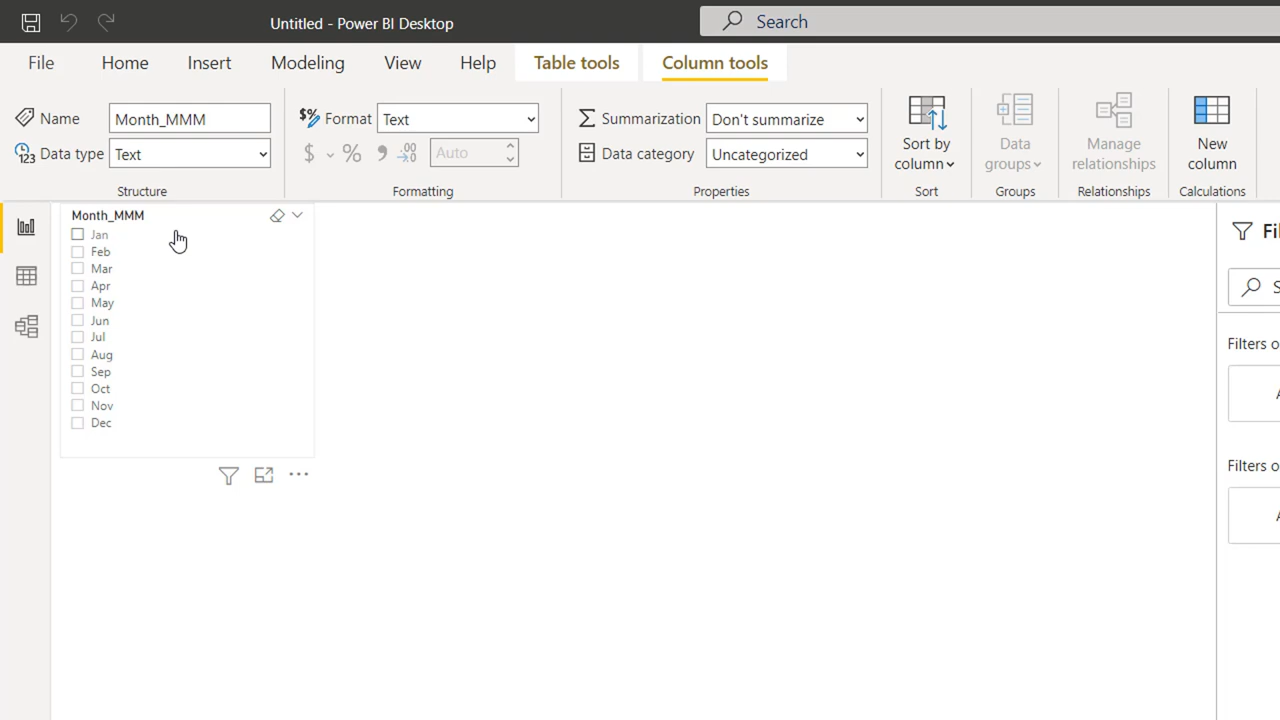 Untitled - Power BI Desktop
Search
File Home Insert Modeling View Help Table tools Column tools
Name Month_MMM
Format Text
Summarization Don't summarize
Data type Text
$ % Auto
Data category Uncategorized
Sort by column
Data groups
Manage relationships
New column
Structure Formatting Properties Sort Groups Relationships Calculations
Month_MMM
Jan
Feb
Mar
Apr
May
Jun
Jul
Aug
Sep
Oct
Nov
Dec
Fi
S
Filters o
A
Filters o
A